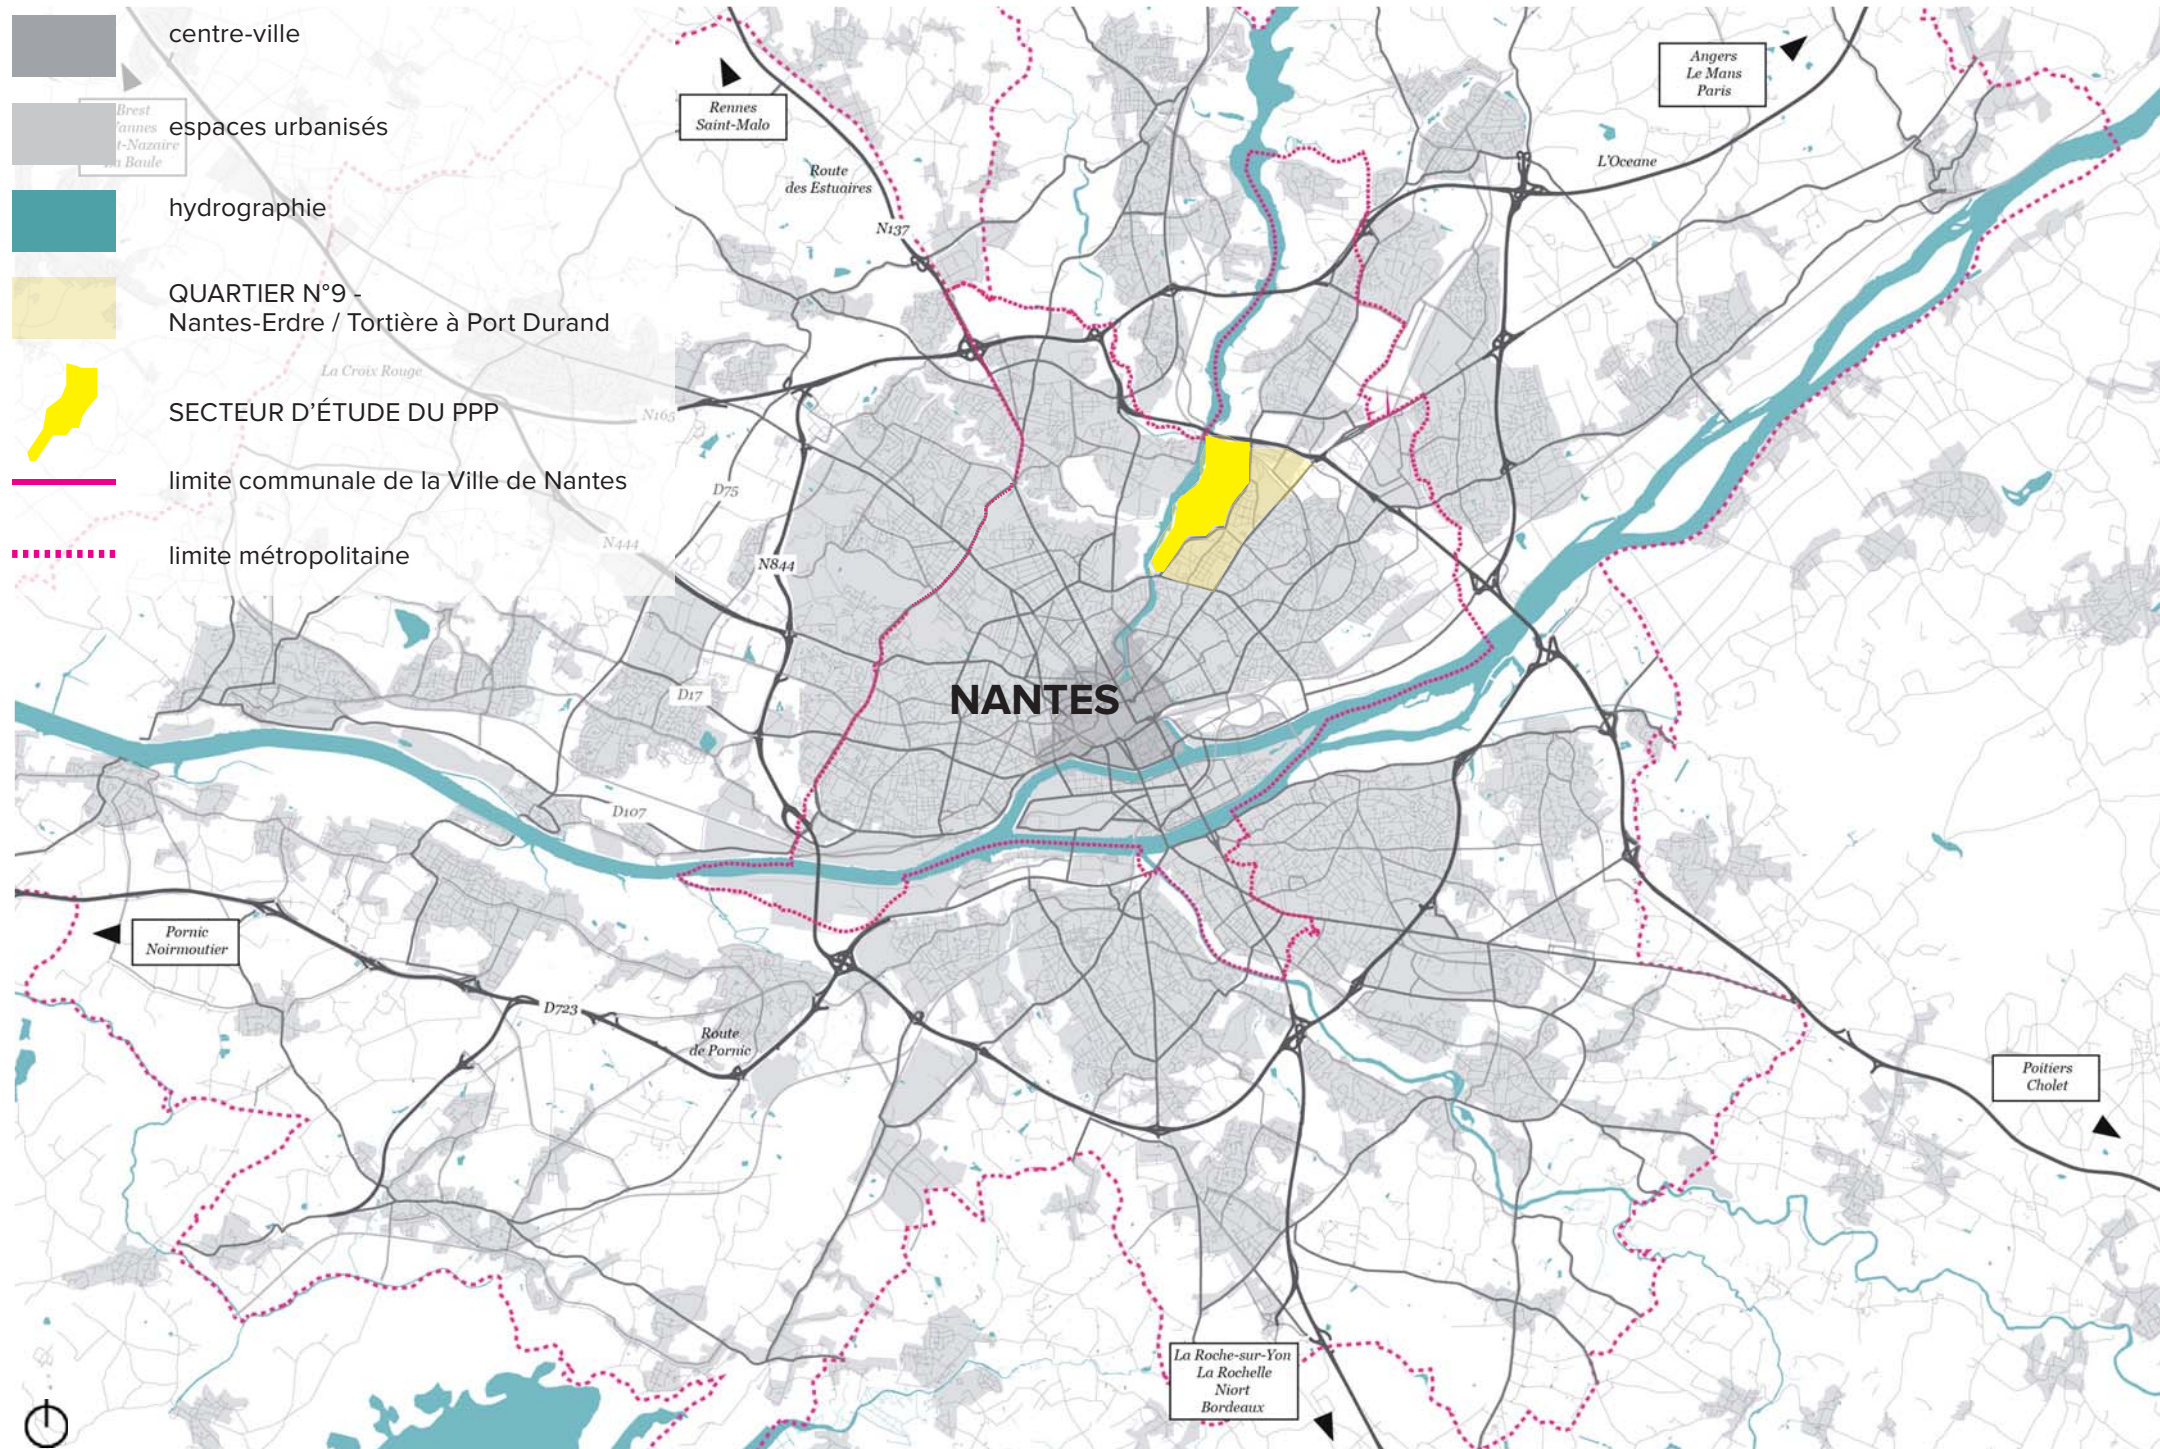 centre-ville
espaces urbanisés
hydrographie
QUARTIER N°9 -
Nantes-Erdre / Tortière à Port Durand
SECTEUR D'ÉTUDE DU PPP
limite communale de la Ville de Nantes
limite métropolitaine
Brest
La Baule
La Croix Rouge
N165
N444
Rennes
Saint-Malo
Route
des Estuaires
N137
Angers
Le Mans
Paris
L'Oceane
D75
N844
D17
NANTES
D107
Pornic
Noirmoutier
D723
Route
de Pornic
Poitiers
Cholet
La Roche-sur-Yon
La Rochelle
Niort
Bordeaux